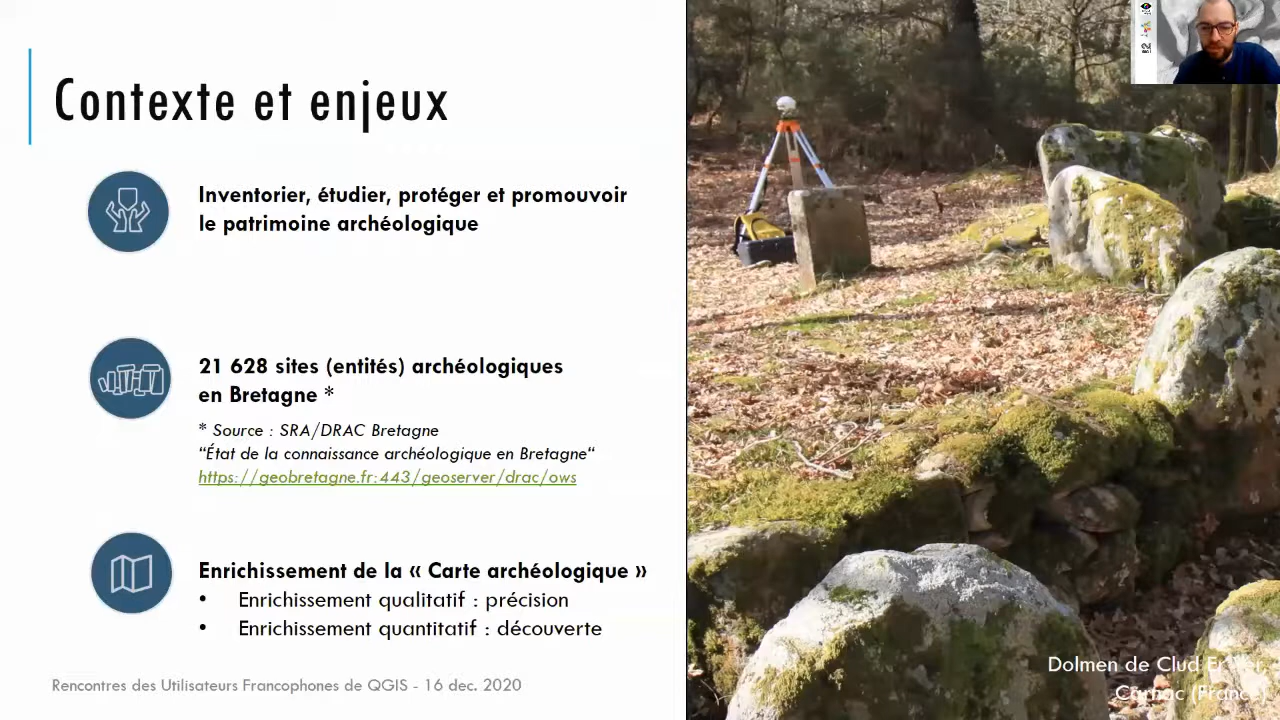 Contexte et enjeux
Inventorier, étudier, protéger et promouvoir
le patrimoine archéologique
21 628 sites (entités) archéologiques
en Bretagne *
* Source : SRA/DRAC Bretagne
“État de la connaissance archéologique en Bretagne“
https://geobretagne.fr:443/geoserver/drac/ows
Enrichissement de la « Carte archéologique »
• Enrichissement qualitatif : précision
• Enrichissement quantitatif : découverte
Rencontres des Utilisateurs Francophones de QGIS - 16 dec. 2020
Dolmen de Clud
Carnac (France)